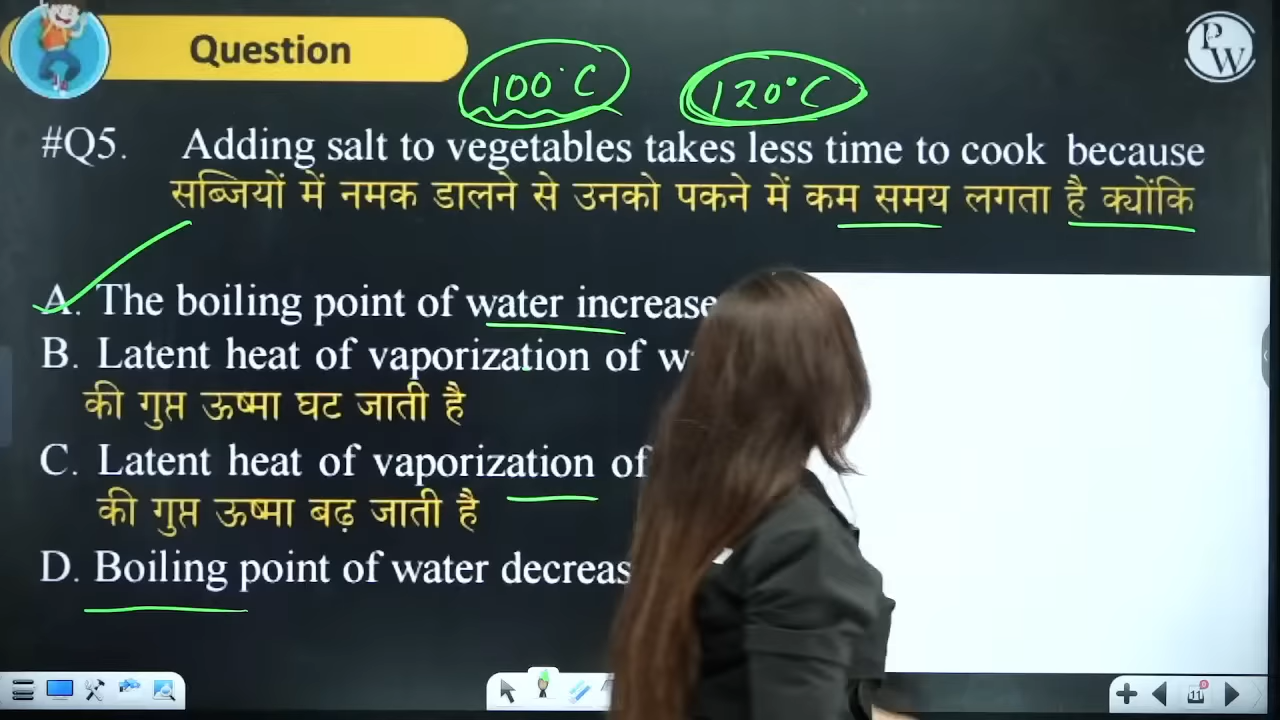 Question
PW
100°C
120°C
#Q5. Adding salt to vegetables takes less time to cook because
सब्जियों में नमक डालने से उनको पकने में कम समय लगता है क्योंकि
A. The boiling point of water increase
B. Latent heat of vaporization of
की गुप्त ऊष्मा घट जाती है
C. Latent heat of vaporization of
की गुप्त ऊष्मा बढ़ जाती है
D. Boiling point of water decreas
11